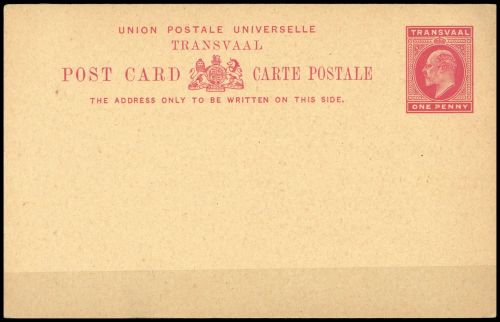 UNION POSTALE UNIVERSELLE
TRANSVAAL
POST CARD CARTE POSTALE
THE ADDRESS ONLY TO BE WRITTEN ON THIS SIDE.
TRANSVAAL
ONE PENNY